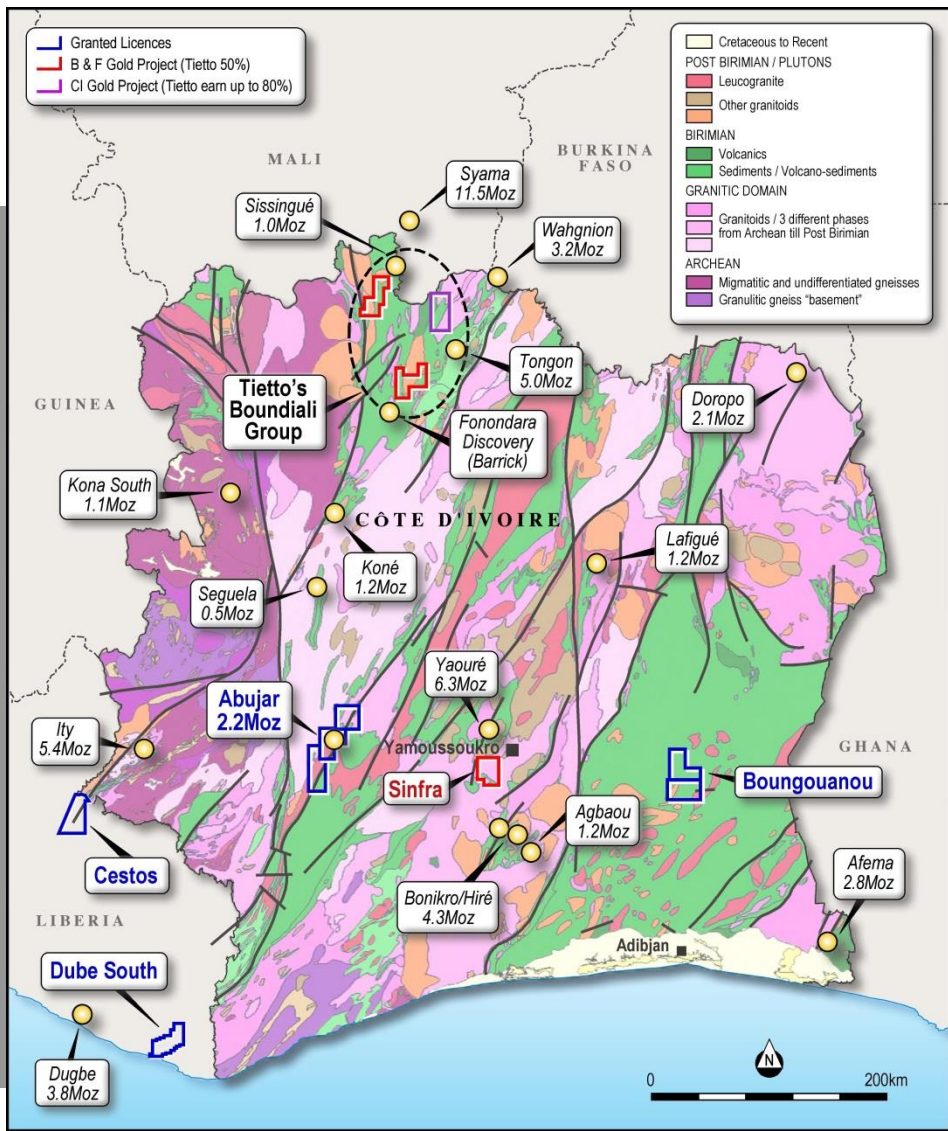 Granted Licences
B & F Gold Project (Tietto 50%)
CI Gold Project (Tietto earn up to 80%)
Cretaceous to Recent
POST BIRIMIAN / PLUTONS
Leucogranite
Other granitoids
BIRIMIAN
Volcanics
Sediments / Volcano-sediments
GRANITIC DOMAIN
Granitoids / 3 different phases
from Archean till Post Birimian
ARCHEAN
Migmatitic and undifferentiated gneisses
Granulitic gneiss "basement"
MALI
BURKINA
FASO
Syama
11.5Moz
Sissingué
1.0Moz
Wahgnion
3.2Moz
Tongon
5.0Moz
Doropo
2.1Moz
GUINEA
Tietto's
Boundiali
Group
Fonondara
Discovery
(Barrick)
Kona South
1.1Moz
CÔTE D'IVOIRE
Koné
1.2Moz
Lafigué
1.2Moz
Seguela
0.5Moz
Abujar
2.2Moz
Yaouré
6.3Moz
Ity
5.4Moz
Yamoussoukro
GHANA
Sinfra
Boungouanou
Cestos
Agbaou
1.2Moz
Bonikro/Hiré
4.3Moz
Afema
2.8Moz
LIBERIA
Adibjan
Dube South
Dugbe
3.8Moz
N
0 200km